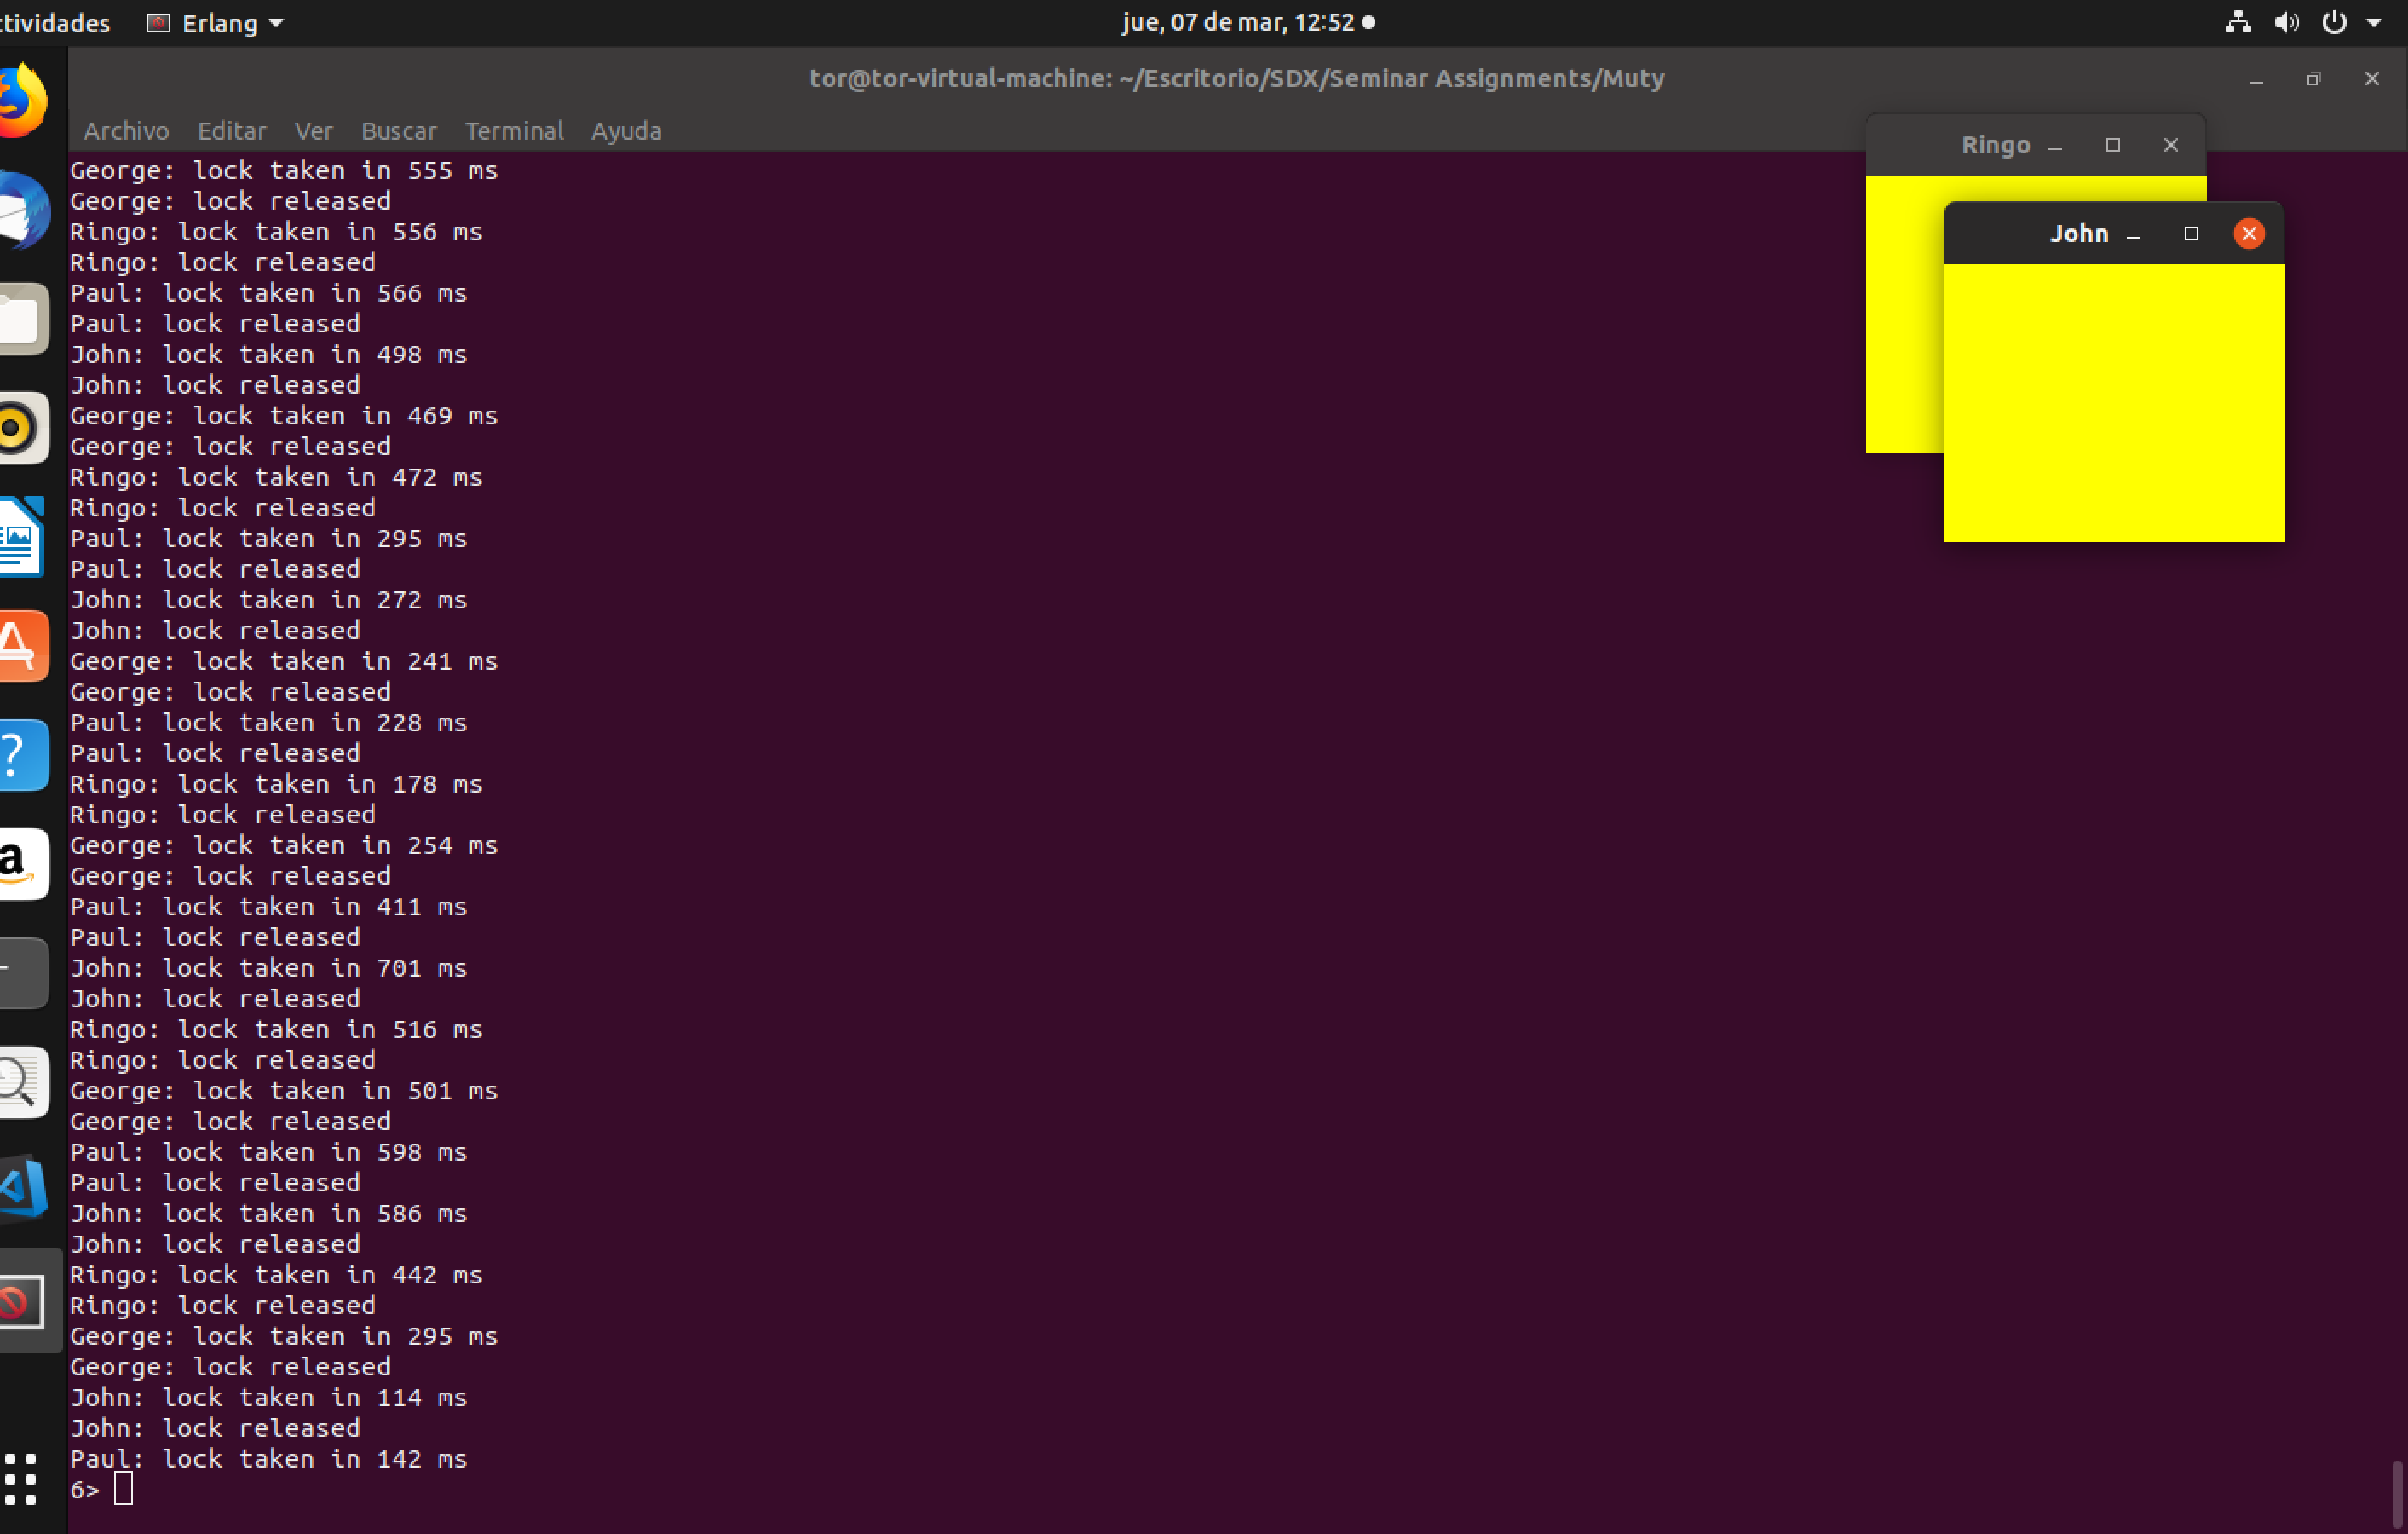 ctividades Erlang jue, 07 de mar, 12:52
tor@tor-virtual-machine: ~/Escritorio/SDX/Seminar Assignments/Muty
Archivo Editar Ver Buscar Terminal Ayuda
Ringo
John
George: lock taken in 555 ms
George: lock released
Ringo: lock taken in 556 ms
Ringo: lock released
Paul: lock taken in 566 ms
Paul: lock released
John: lock taken in 498 ms
John: lock released
George: lock taken in 469 ms
George: lock released
Ringo: lock taken in 472 ms
Ringo: lock released
Paul: lock taken in 295 ms
Paul: lock released
John: lock taken in 272 ms
John: lock released
George: lock taken in 241 ms
George: lock released
Paul: lock taken in 228 ms
Paul: lock released
Ringo: lock taken in 178 ms
Ringo: lock released
George: lock taken in 254 ms
George: lock released
Paul: lock taken in 411 ms
Paul: lock released
John: lock taken in 701 ms
John: lock released
Ringo: lock taken in 516 ms
Ringo: lock released
George: lock taken in 501 ms
George: lock released
Paul: lock taken in 598 ms
Paul: lock released
John: lock taken in 586 ms
John: lock released
Ringo: lock taken in 442 ms
Ringo: lock released
George: lock taken in 295 ms
George: lock released
John: lock taken in 114 ms
John: lock released
Paul: lock taken in 142 ms
6>